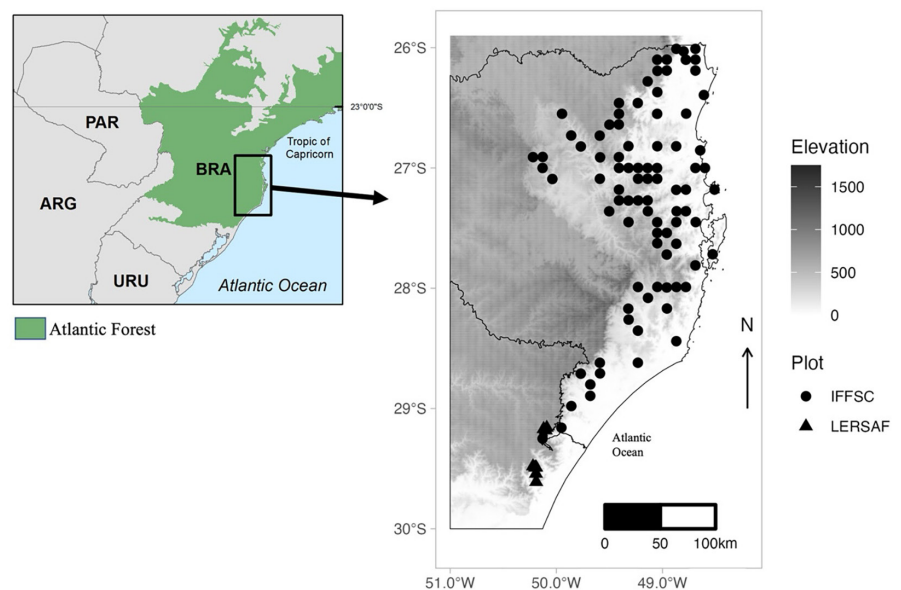 PAR
BRA
ARG
URU
23°0'0"S
Tropic of
Capricorn
Atlantic Ocean
Atlantic Forest
26°S
27°S
28°S
29°S
30°S
51.0°W
50.0°W
49.0°W
Atlantic
Ocean
0
50
100km
Elevation
1500
1000
500
0
N
Plot
IFFSC
LERSAF